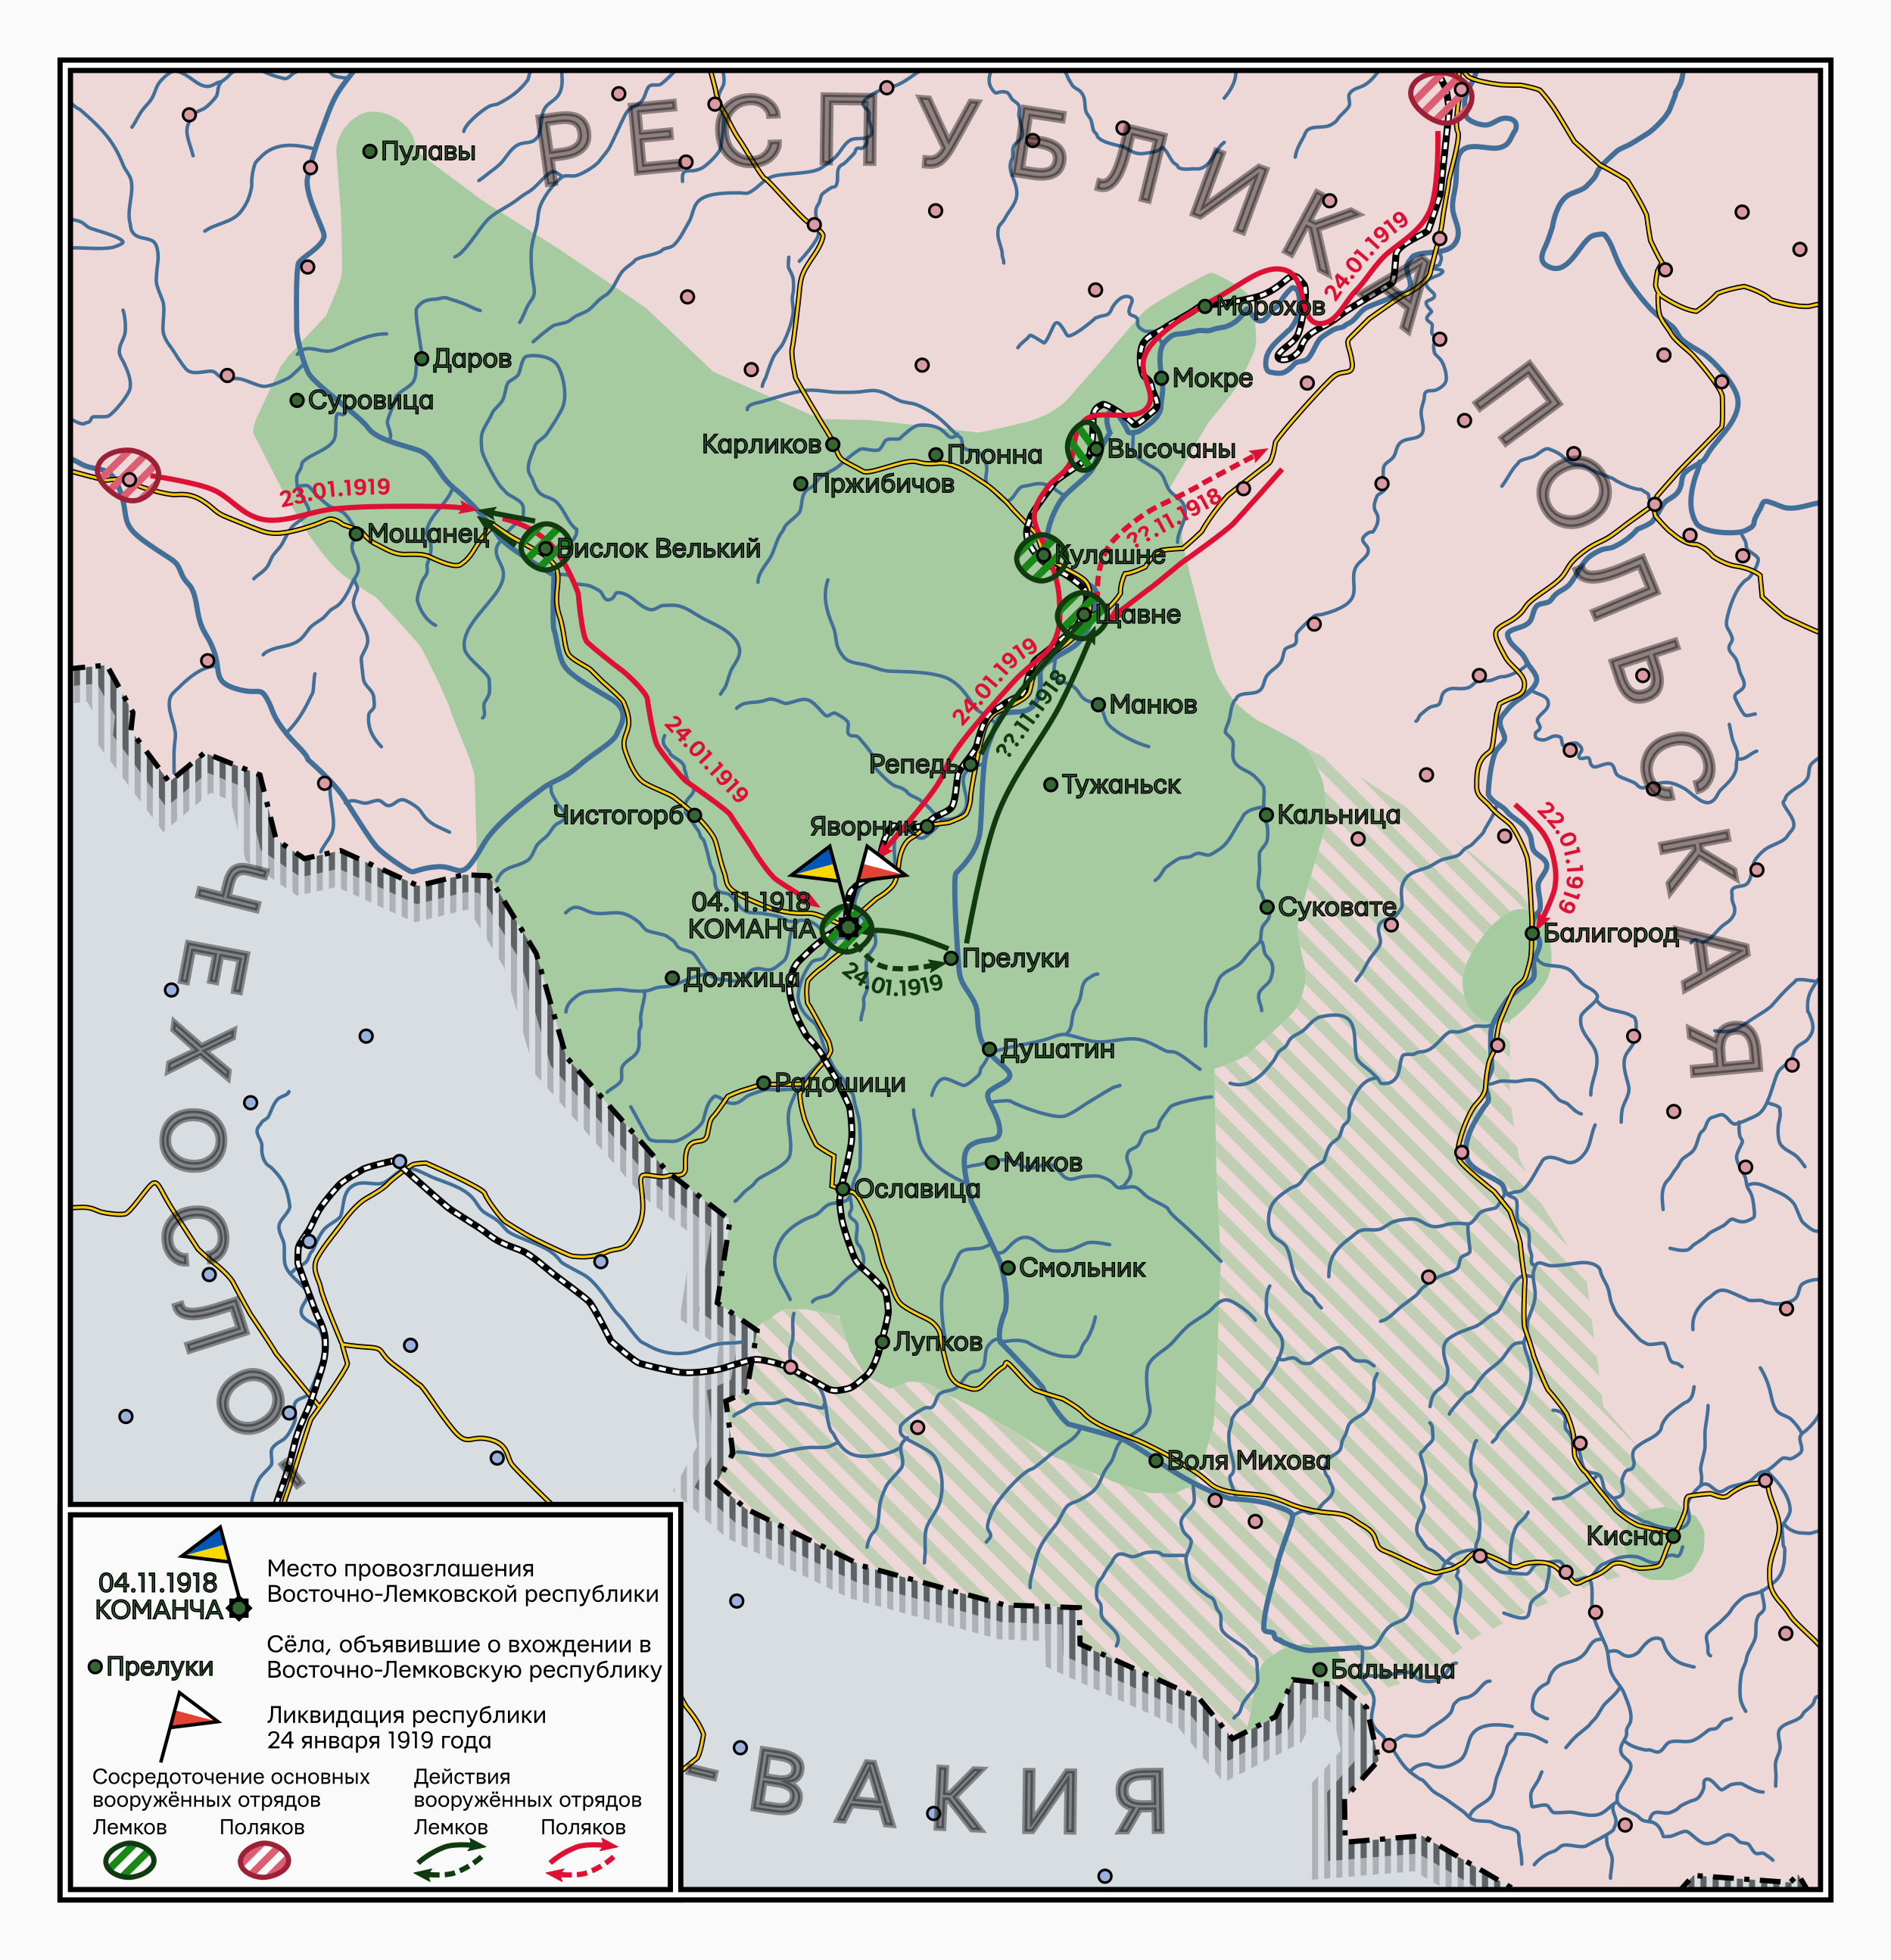 РЕСПУБЛИКА
ПОЛЬСКАЯ
ЧЕХОСЛО-
-ВАКИЯ
Пулавы
Морохов
24.01.1919
Даров
Мокре
Суровица
Карликов
Плонна
Высочаны
Пржибичов
23.01.1919
Мощанец
Вислок Велький
??.11.1918
Кулашне
Щавне
24.01.1919
??.11.1918
Манюв
24.01.1919
Репедь
Тужаньск
Чистогорб
Яворник
Кальница
22.01.1919
04.11.1918
КОМАНЧА
Суковате
Балигород
Прелуки
24.01.1919
Должица
Душатин
Радошици
Миков
Ославица
Смольник
Лупков
Воля Михова
Кисна
Бальница
04.11.1918
КОМАНЧА
Место провозглашения
Восточно-Лемковской республики
Прелуки
Сёла, объявившие о вхождении в
Восточно-Лемковскую республику
Ликвидация республики
24 января 1919 года
Сосредоточение основных
вооружённых отрядов
Лемков
Поляков
Действия
вооружённых отрядов
Лемков
Поляков